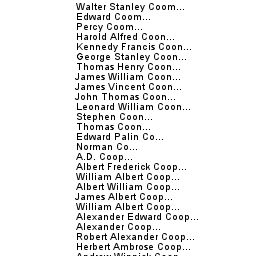 Walter Stanley Coom...
Edward Coom...
Percy Coom...
Harold Alfred Coon...
Kennedy Francis Coon...
George Stanley Coon...
Thomas Henry Coon...
James William Coon...
James Vincent Coon...
John Thomas Coon...
Leonard William Coon...
Stephen Coon...
Thomas Coon...
Edward Palin Co...
Norman Co...
A.D. Coop...
Albert Frederick Coop...
William Albert Coop...
Albert William Coop...
James Albert Coop...
William Albert Coop...
Alexander Edward Coop...
Alexander Coop...
Robert Alexander Coop...
Herbert Ambrose Coop...